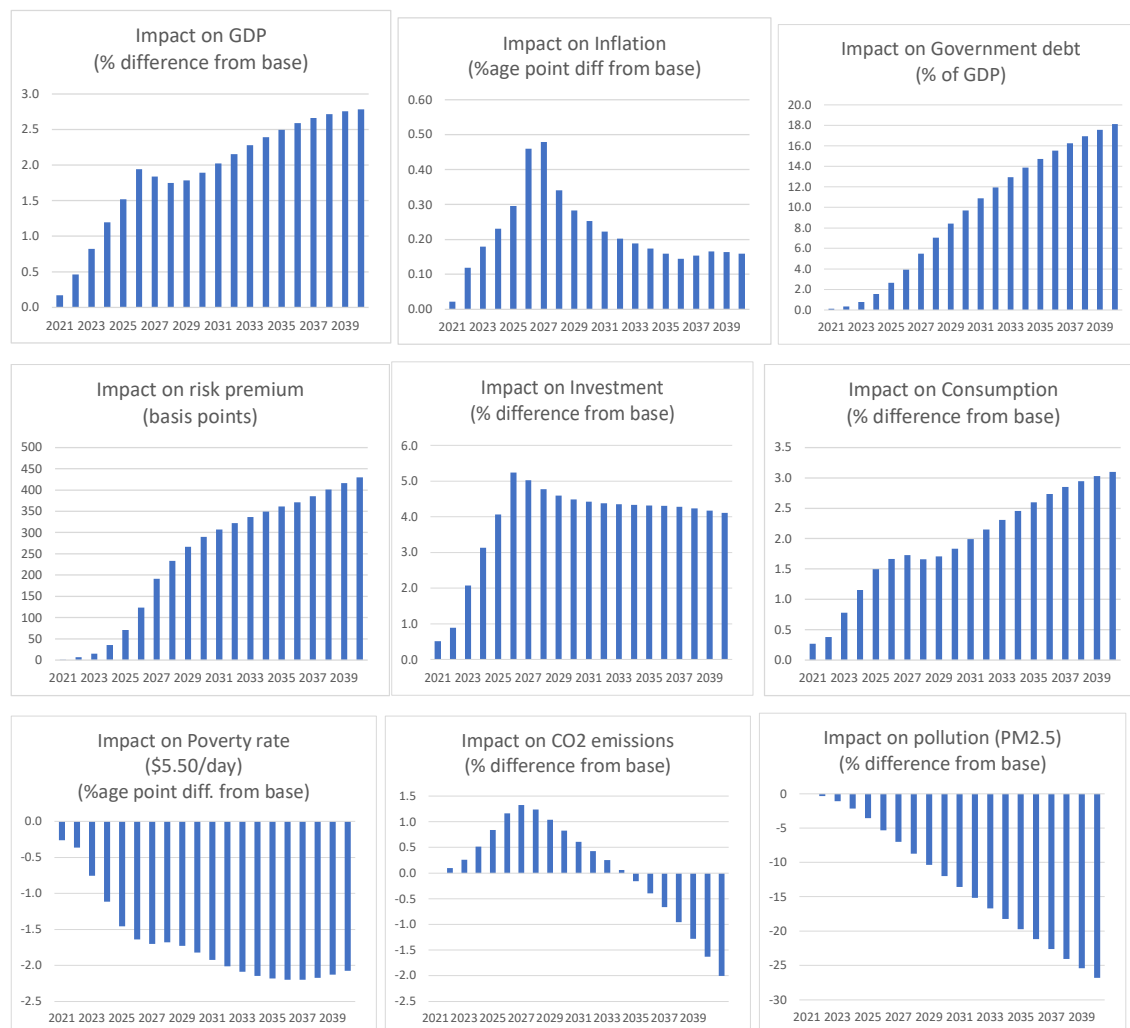 Impact on GDP
(% difference from base)
3.0
2.5
2.0
1.5
1.0
0.5
0.0
2021 2023 2025 2027 2029 2031 2033 2035 2037 2039
Impact on Inflation
(%age point diff from base)
0.60
0.50
0.40
0.30
0.20
0.10
0.00
2021 2023 2025 2027 2029 2031 2033 2035 2037 2039
Impact on Government debt
(% of GDP)
20.0
18.0
16.0
14.0
12.0
10.0
8.0
6.0
4.0
2.0
0.0
2021 2023 2025 2027 2029 2031 2033 2035 2037 2039
Impact on risk premium
(basis points)
500
450
400
350
300
250
200
150
100
50
0
2021 2023 2025 2027 2029 2031 2033 2035 2037 2039
Impact on Investment
(% difference from base)
6.0
5.0
4.0
3.0
2.0
1.0
0.0
2021 2023 2025 2027 2029 2031 2033 2035 2037 2039
Impact on Consumption
(% difference from base)
3.5
3.0
2.5
2.0
1.5
1.0
0.5
0.0
2021 2023 2025 2027 2029 2031 2033 2035 2037 2039
Impact on Poverty rate
($5.50/day)
(%age point diff. from base)
0.0
-0.5
-1.0
-1.5
-2.0
-2.5
2021 2023 2025 2027 2029 2031 2033 2035 2037 2039
Impact on CO2 emissions
(% difference from base)
1.5
1.0
0.5
0.0
-0.5
-1.0
-1.5
-2.0
-2.5
2021 2023 2025 2027 2029 2031 2033 2035 2037 2039
Impact on pollution (PM2.5)
(% difference from base)
0
-5
-10
-15
-20
-25
-30
2021 2023 2025 2027 2029 2031 2033 2035 2037 2039